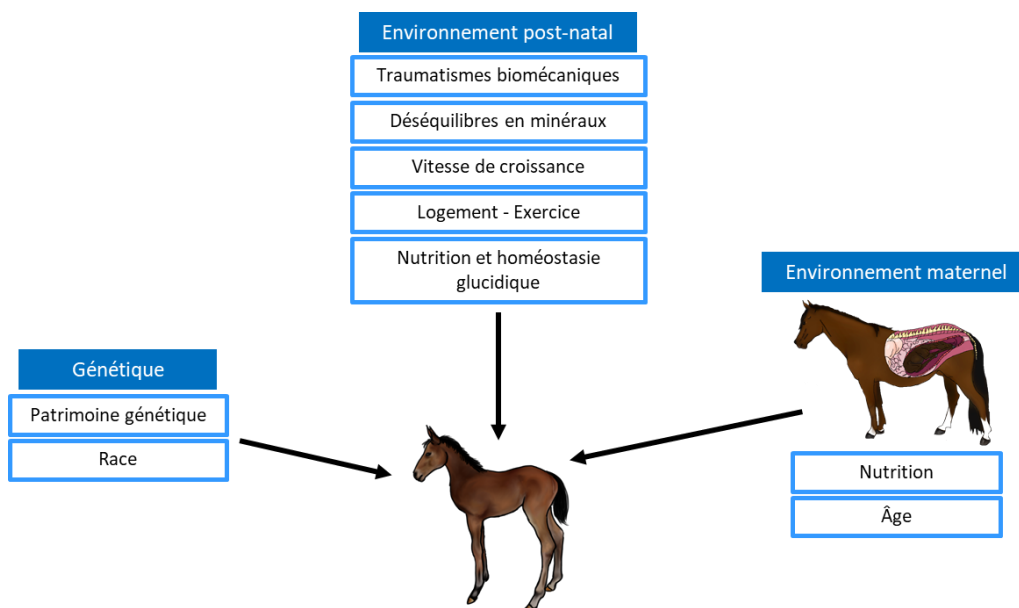 Environnement post-natal
Traumatismes biomécaniques
Déséquilibres en minéraux
Vitesse de croissance
Logement - Exercice
Nutrition et homéostasie
glucidique
Environnement maternel
Nutrition
Âge
Génétique
Patrimoine génétique
Race